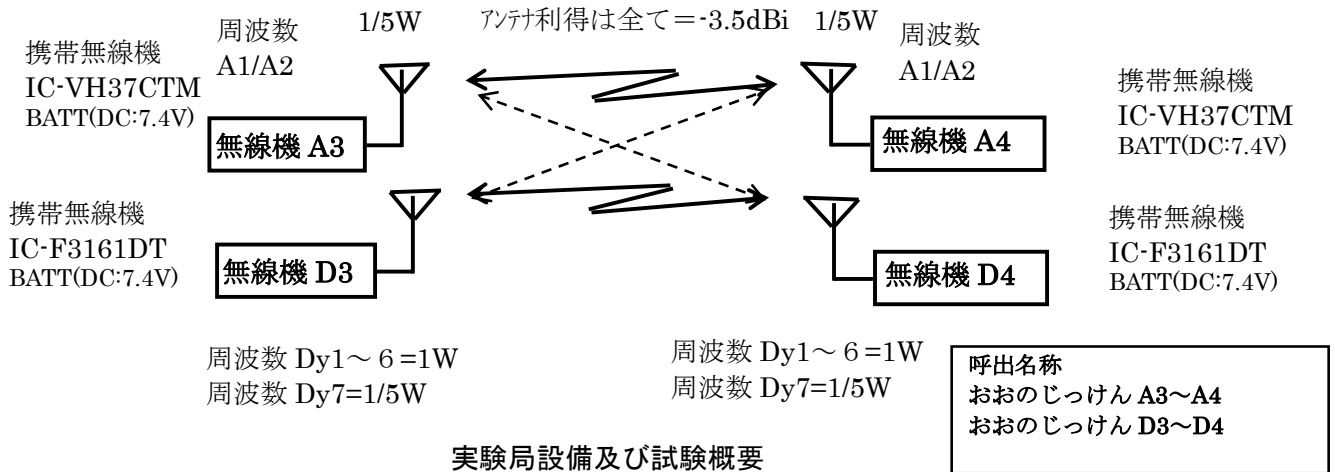 周波数
1/5W
アンテナ利得は全て=-3.5dBi
1/5W
周波数
A1/A2
A1/A2
携帯無線機
IC-VH37CTM
BATT(DC:7.4V)
無線機 A3
無線機 A4
携帯無線機
IC-VH37CTM
BATT(DC:7.4V)
携帯無線機
IC-F3161DT
BATT(DC:7.4V)
無線機 D3
無線機 D4
携帯無線機
IC-F3161DT
BATT(DC:7.4V)
周波数 Dy1～６=1W
周波数 Dy7=1/5W
周波数 Dy1～６=1W
周波数 Dy7=1/5W
呼出名称
おおのじっけん A3～A4
おおのじっけん D3～D4
実験局設備及び試験概要